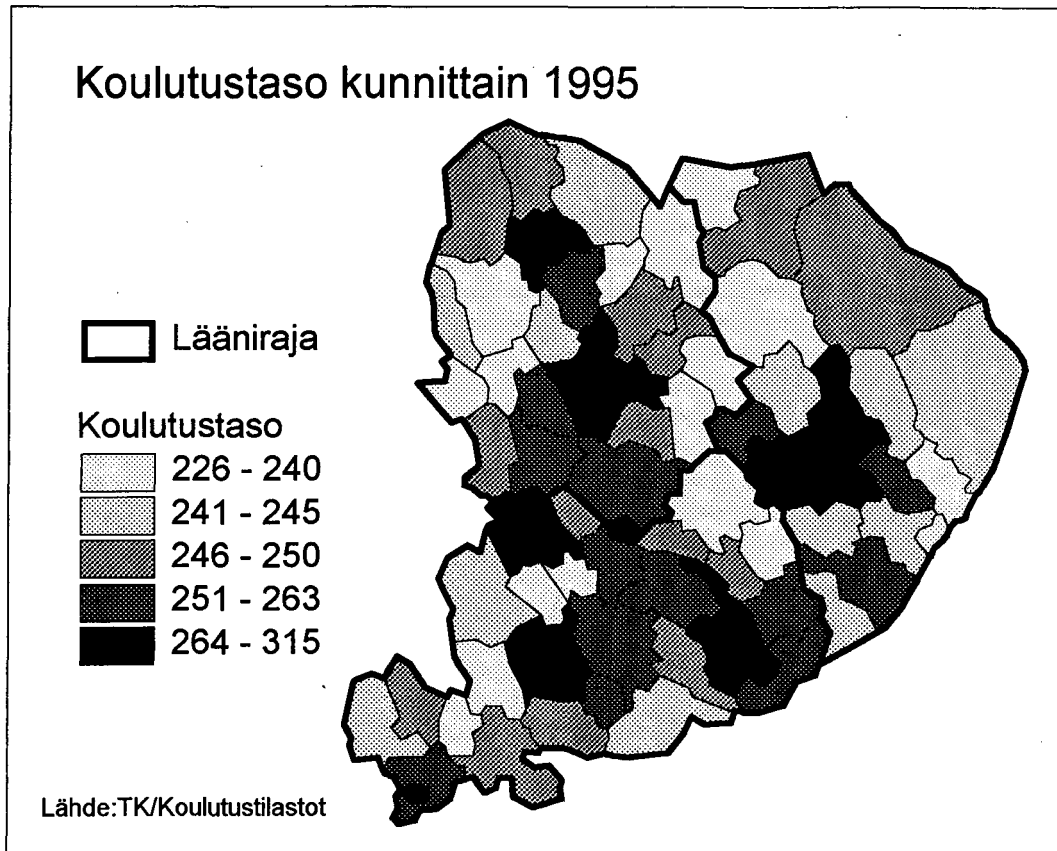 Koulutustaso kunnittain 1995
Lääniraja
Koulutustaso
226 - 240
241 - 245
246 - 250
251 - 263
264 - 315
Lähde:TK/Koulutustilastot